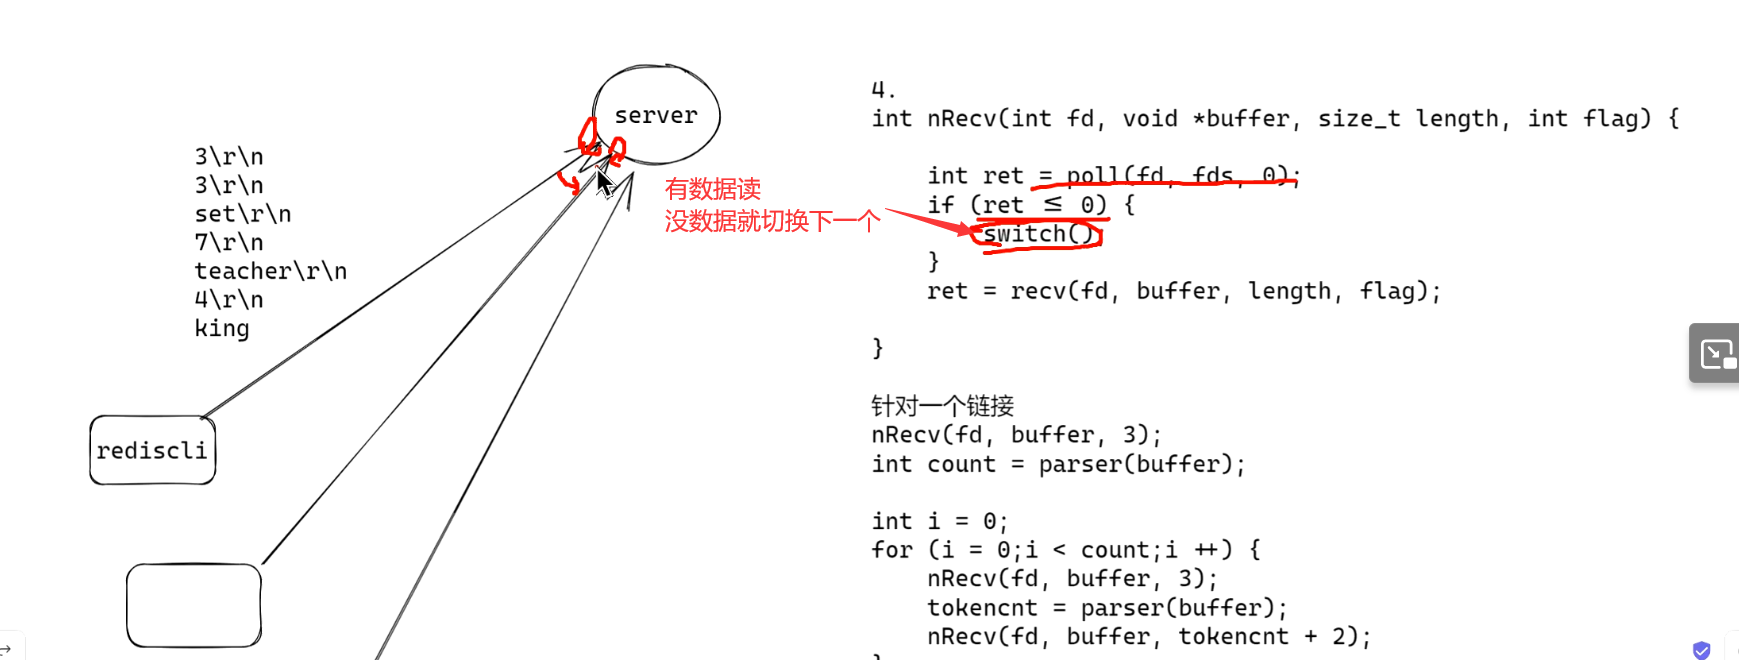 server
3\r\n
3\r\n
set\r\n
7\r\n
teacher\r\n
4\r\n
king
rediscli
有数据读
没数据就切换下一个
4.
int nRecv(int fd, void *buffer, size_t length, int flag) {
int ret = poll(fd, fds, 0);
if (ret ≤ 0) {
switch()
}
ret = recv(fd, buffer, length, flag);
}
针对一个链接
nRecv(fd, buffer, 3);
int count = parser(buffer);
int i = 0;
for (i = 0;i < count;i ++) {
nRecv(fd, buffer, 3);
tokencnt = parser(buffer);
nRecv(fd, buffer, tokencnt + 2);
}